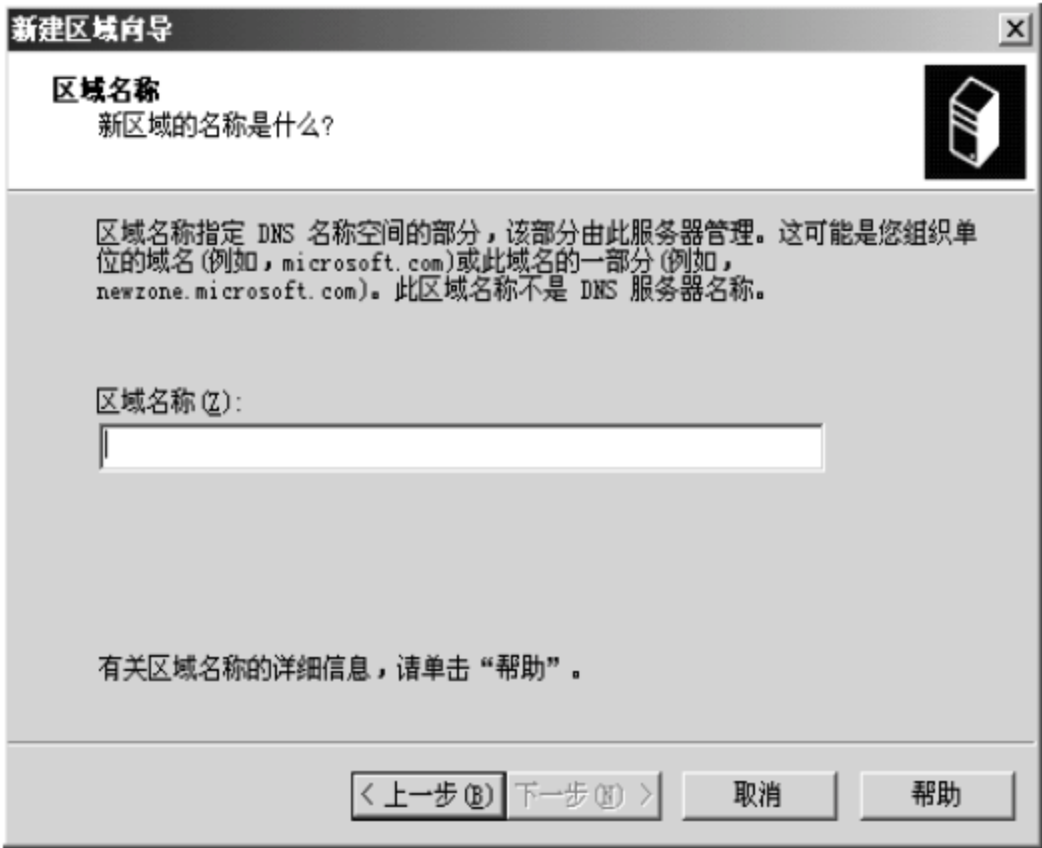 新建区域向导
区域名称
新区域的名称是什么?
区域名称指定 DNS 名称空间的部分，该部分由此服务器管理。这可能是您组织单
位的域名(例如，microsoft.com)或此域名的一部分(例如，
newzone.microsoft.com)。此区域名称不是 DNS 服务器名称。
区域名称(Z):
有关区域名称的详细信息，请单击“帮助”。
< 上一步(B) 下一步(N) > 取消 帮助